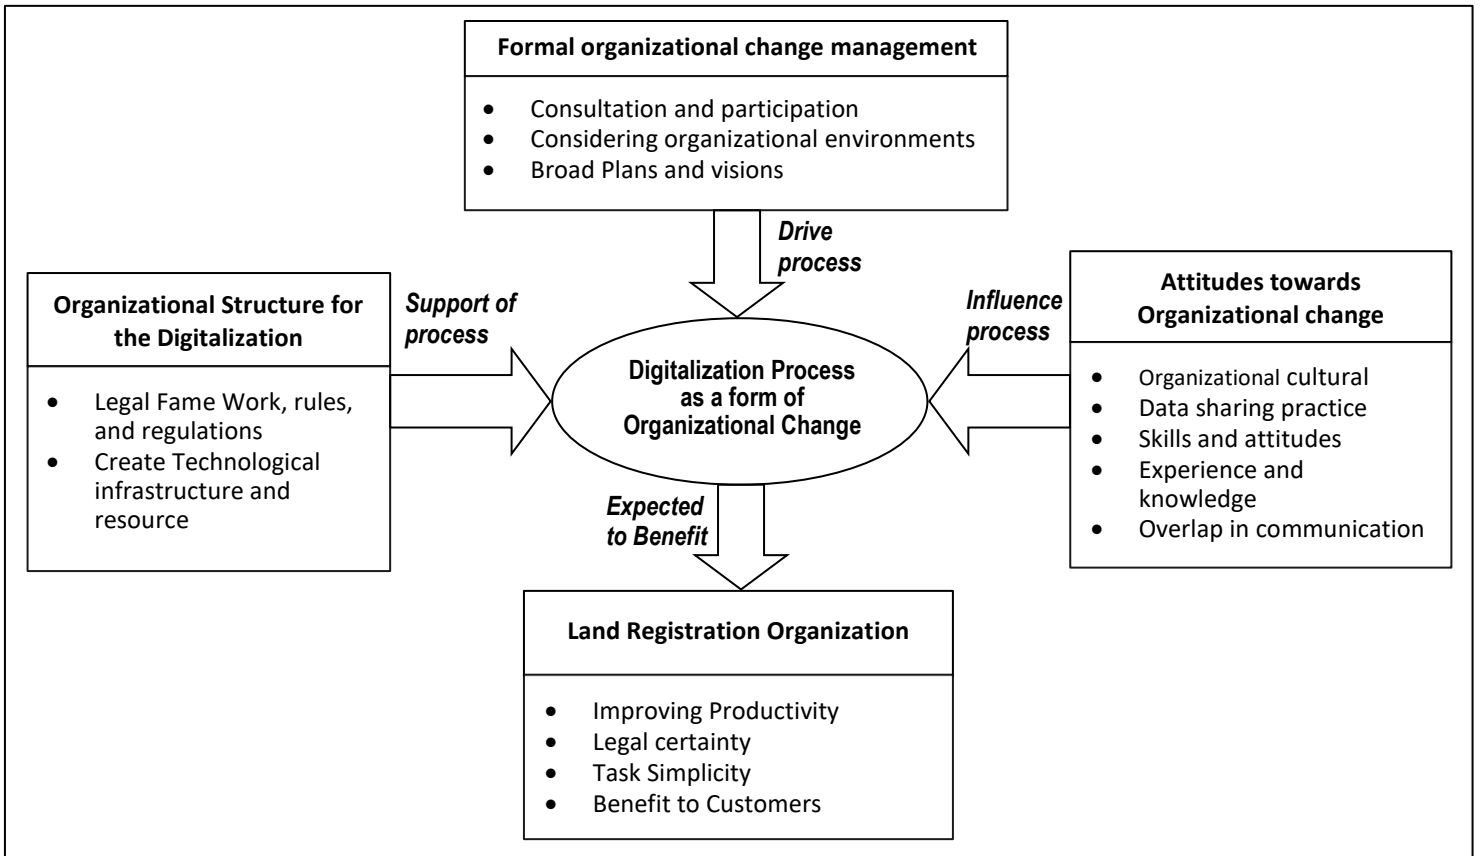 Formal organizational change management
• Consultation and participation
• Considering organizational environments
• Broad Plans and visions
Drive
process
Organizational Structure for
the Digitalization
• Legal Fame Work, rules,
and regulations
• Create Technological
infrastructure and
resource
Support of
process
Digitalization Process
as a form of
Organizational Change
Influence
process
Attitudes towards
Organizational change
• Organizational cultural
• Data sharing practice
• Skills and attitudes
• Experience and
knowledge
• Overlap in communication
Expected
to Benefit
Land Registration Organization
• Improving Productivity
• Legal certainty
• Task Simplicity
• Benefit to Customers